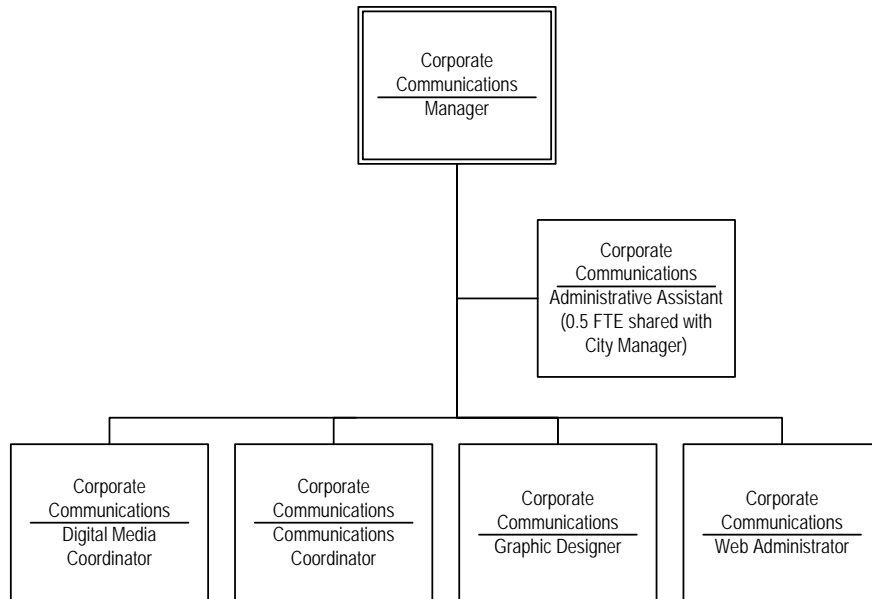 Corporate
Communications
Manager
Corporate
Communications
Administrative Assistant
(0.5 FTE shared with
City Manager)
Corporate
Communications
Digital Media
Coordinator
Corporate
Communications
Communications
Coordinator
Corporate
Communications
Graphic Designer
Corporate
Communications
Web Administrator